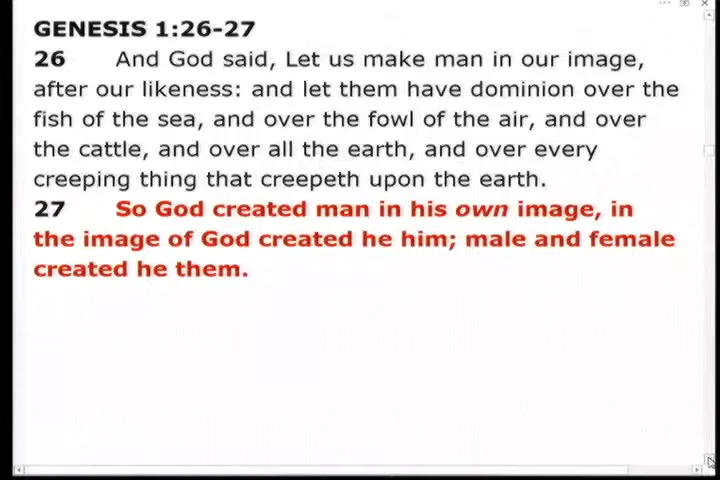 GENESIS 1:26-27
26 And God said, Let us make man in our image,
after our likeness: and let them have dominion over the
fish of the sea, and over the fowl of the air, and over
the cattle, and over all the earth, and over every
creeping thing that creepeth upon the earth.
27 So God created man in his own image, in
the image of God created he him; male and female
created he them.